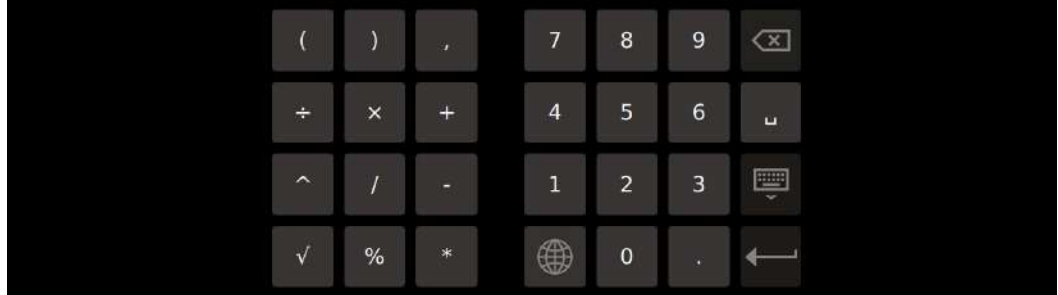 ( ) , 7 8 9
÷ × + 4 5 6 ␣
^ / - 1 2 3
√ % * 0 .